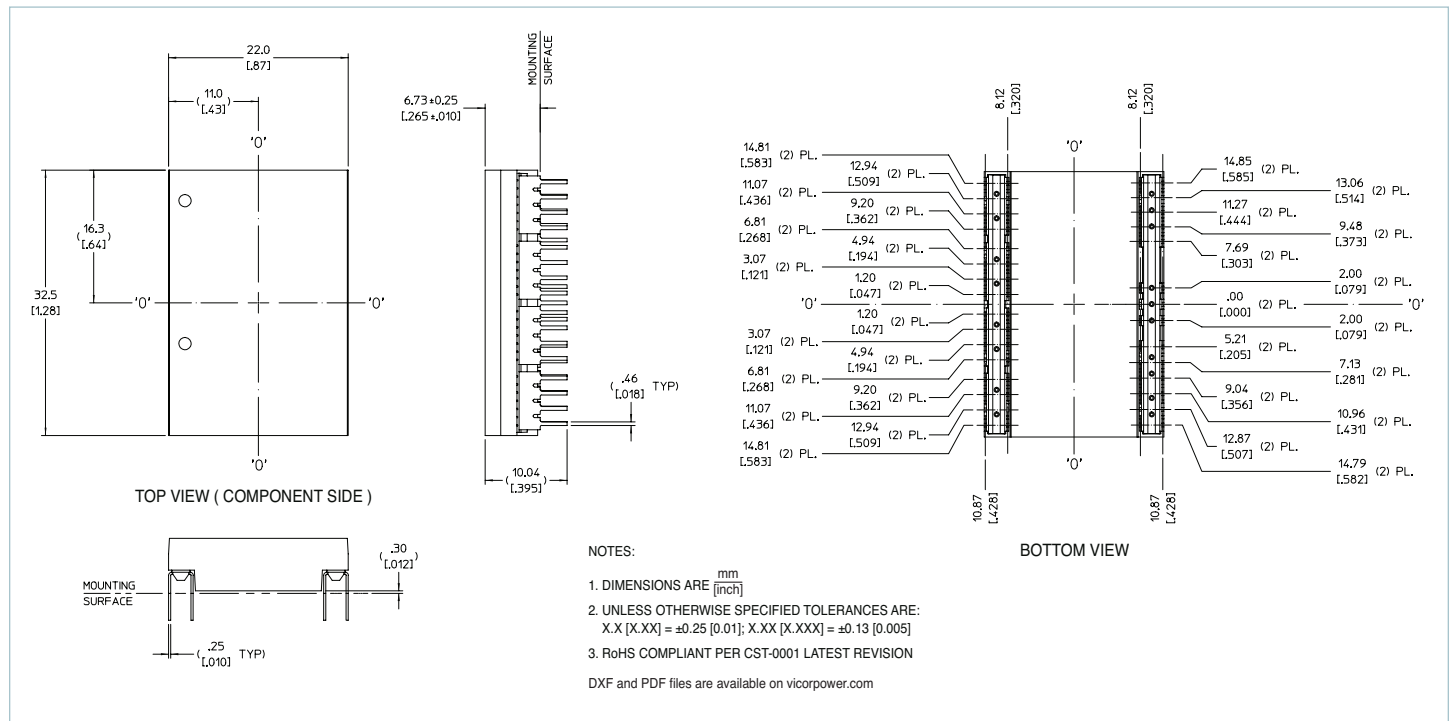 22.0
[.87]
( 11.0 )
[.43]
'0'
( 16.3 )
[.64]
32.5
[1.28]
'0'
'0'
'0'
TOP VIEW ( COMPONENT SIDE )
6.73±0.25
[.265±.010]
MOUNTING
SURFACE
( .46 TYP)
[.018]
( 10.04 )
[.395]
MOUNTING
SURFACE
( .30 )
[.012]
( .25 TYP)
[.010]
8.12
[.320]
8.12
[.320]
'0'
14.81 (2) PL.
[.583]
12.94 (2) PL.
[.509]
11.07 (2) PL.
[.436]
9.20 (2) PL.
[.362]
6.81 (2) PL.
[.268]
4.94 (2) PL.
[.194]
3.07 (2) PL.
[.121]
1.20 (2) PL.
[.047]
'0'
1.20 (2) PL.
[.047]
3.07 (2) PL.
[.121]
4.94 (2) PL.
[.194]
6.81 (2) PL.
[.268]
9.20 (2) PL.
[.362]
11.07 (2) PL.
[.436]
12.94 (2) PL.
[.509]
14.81 (2) PL.
[.583]
14.85 (2) PL.
[.585]
13.06 (2) PL.
[.514]
11.27 (2) PL.
[.444]
9.48 (2) PL.
[.373]
7.69 (2) PL.
[.303]
2.00 (2) PL.
[.079]
.00 (2) PL.
[.000]
'0'
2.00 (2) PL.
[.079]
5.21 (2) PL.
[.205]
7.13 (2) PL.
[.281]
9.04 (2) PL.
[.356]
10.96 (2) PL.
[.431]
12.87 (2) PL.
[.507]
14.79 (2) PL.
[.582]
'0'
10.87
[.428]
10.87
[.428]
BOTTOM VIEW
NOTES:
1. DIMENSIONS ARE mm
[inch]
2. UNLESS OTHERWISE SPECIFIED TOLERANCES ARE:
X.X [X.XX] = ±0.25 [0.01]; X.XX [X.XXX] = ±0.13 [0.005]
3. RoHS COMPLIANT PER CST-0001 LATEST REVISION
DXF and PDF files are available on vicorpower.com